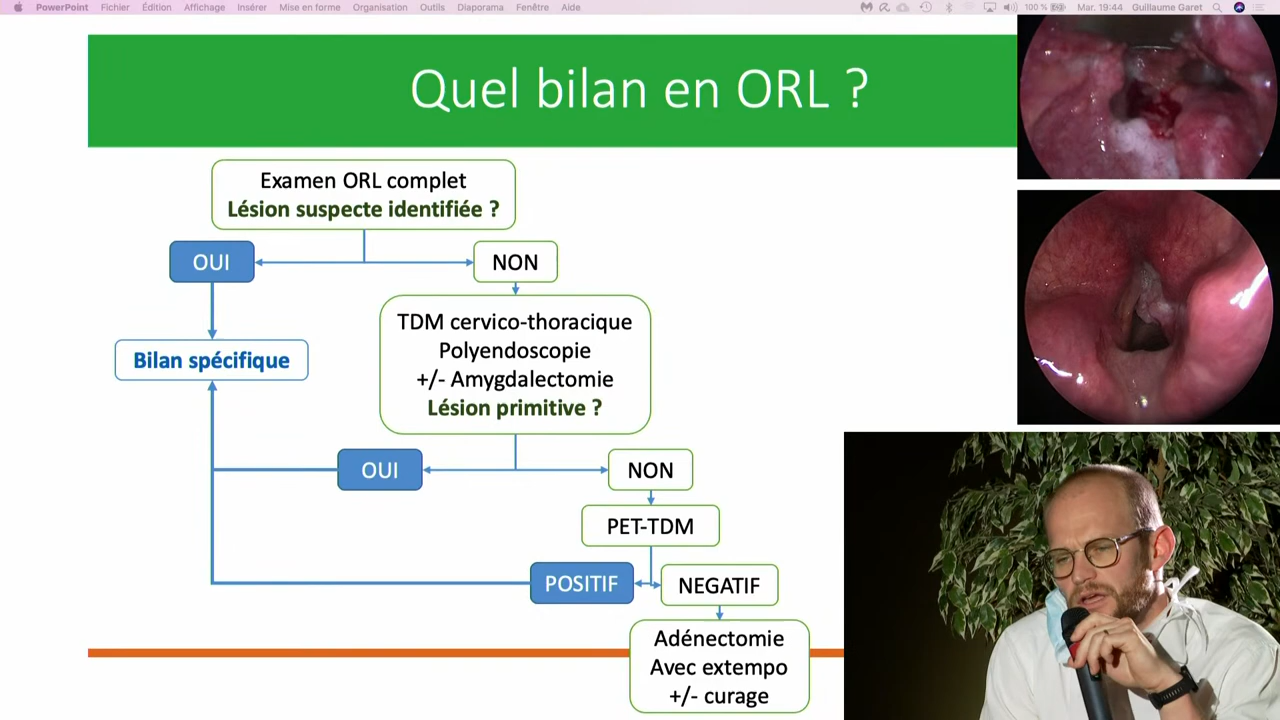 PowerPoint Fichier Édition Affichage Insérer Mise en forme Organisation Outils Diaporama Fenêtre Aide 100 % Mar. 19:44 Guillaume Garet
Quel bilan en ORL ?
Examen ORL complet
Lésion suspecte identifiée ?
OUI
NON
TDM cervico-thoracique
Polyendoscopie
+/- Amygdalectomie
Lésion primitive ?
Bilan spécifique
OUI
NON
PET-TDM
POSITIF
NEGATIF
Adénectomie
Avec extempo
+/- curage